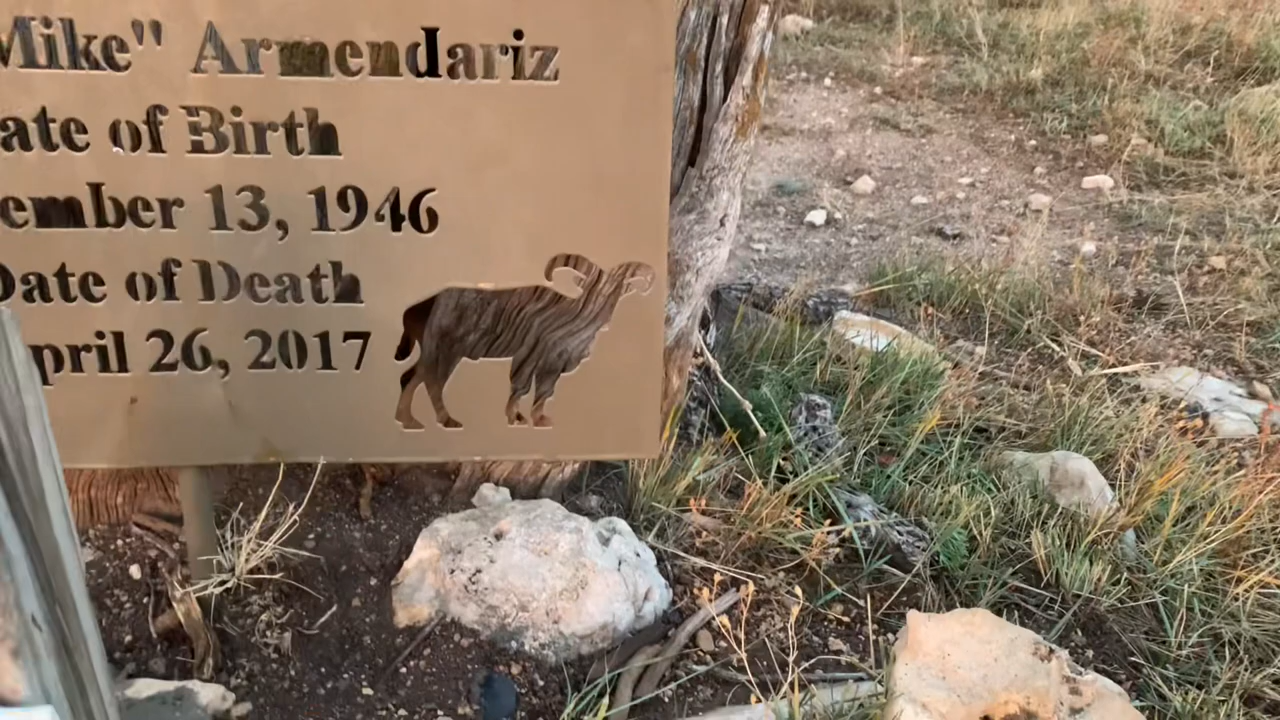 Mike" Armendariz
ate of Birth
ember 13, 1946
Date of Death
pril 26, 2017